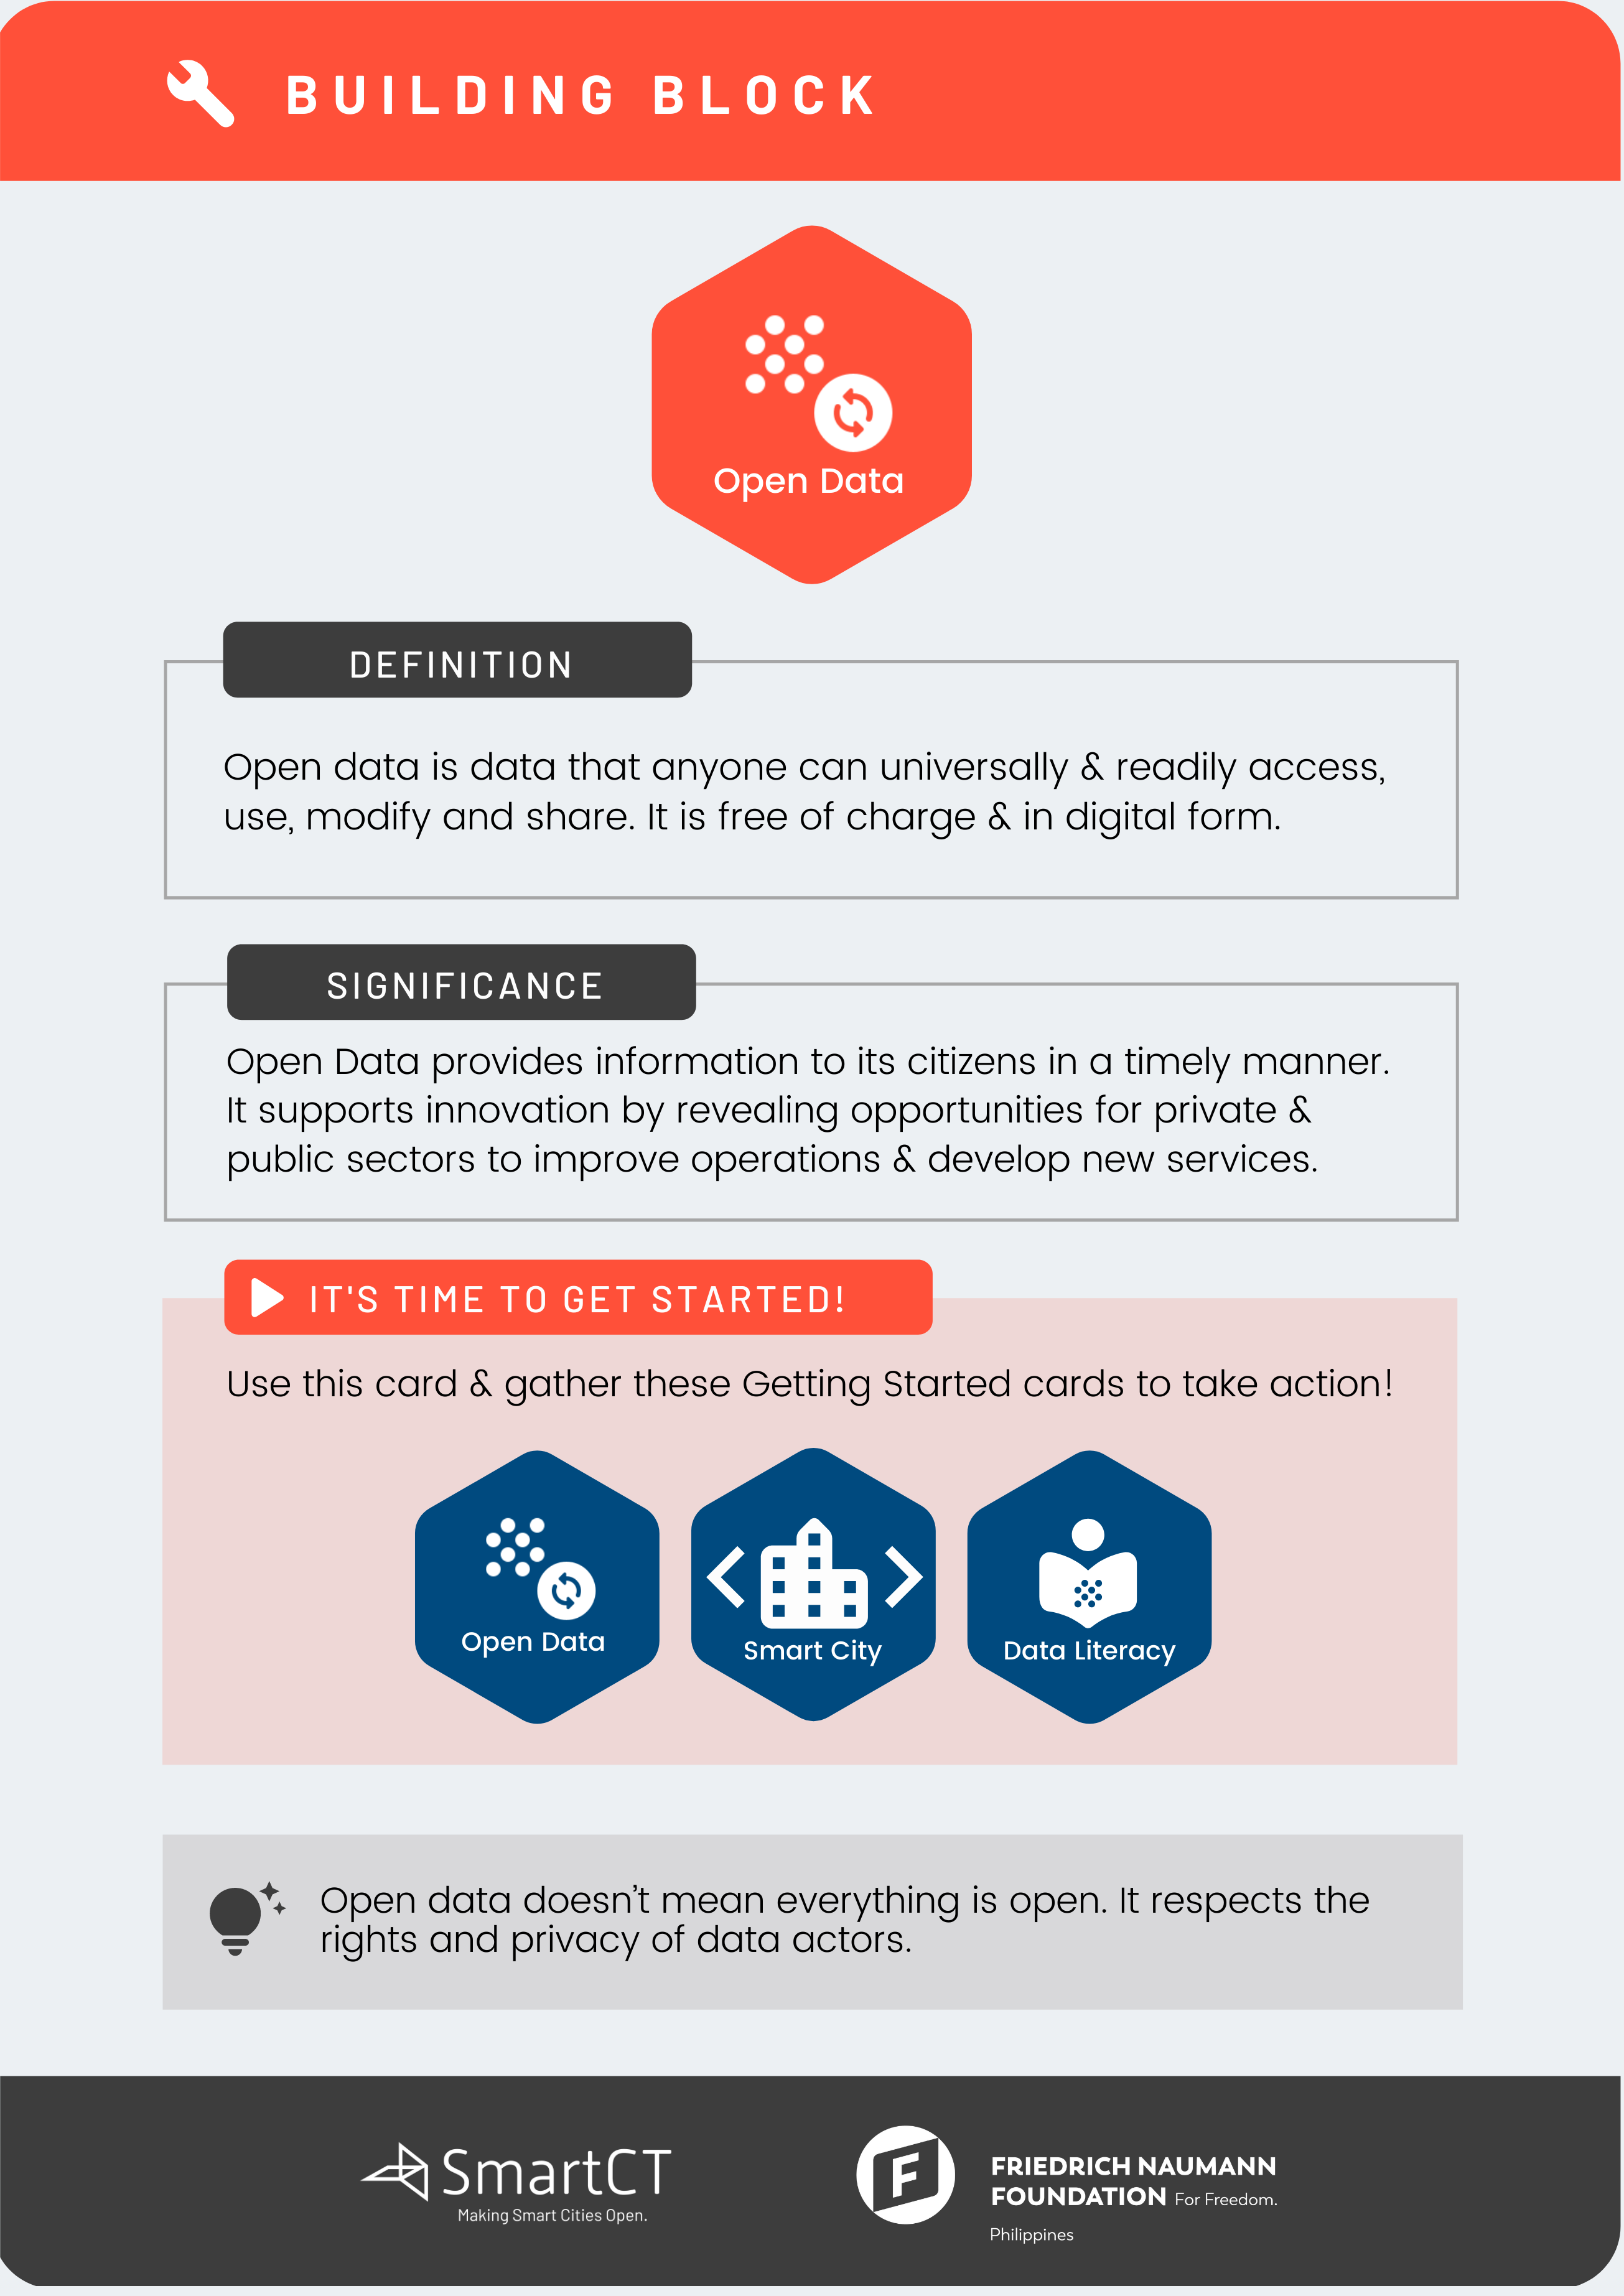 BUILDING BLOCK
Open Data
DEFINITION
Open data is data that anyone can universally & readily access,
use, modify and share. It is free of charge & in digital form.
SIGNIFICANCE
Open Data provides information to its citizens in a timely manner.
It supports innovation by revealing opportunities for private &
public sectors to improve operations & develop new services.
IT'S TIME TO GET STARTED!
Use this card & gather these Getting Started cards to take action!
Open Data
Smart City
Data Literacy
Open data doesn’t mean everything is open. It respects the
rights and privacy of data actors.
SmartCT
Making Smart Cities Open.
F
FRIEDRICH NAUMANN
FOUNDATION For Freedom.
Philippines